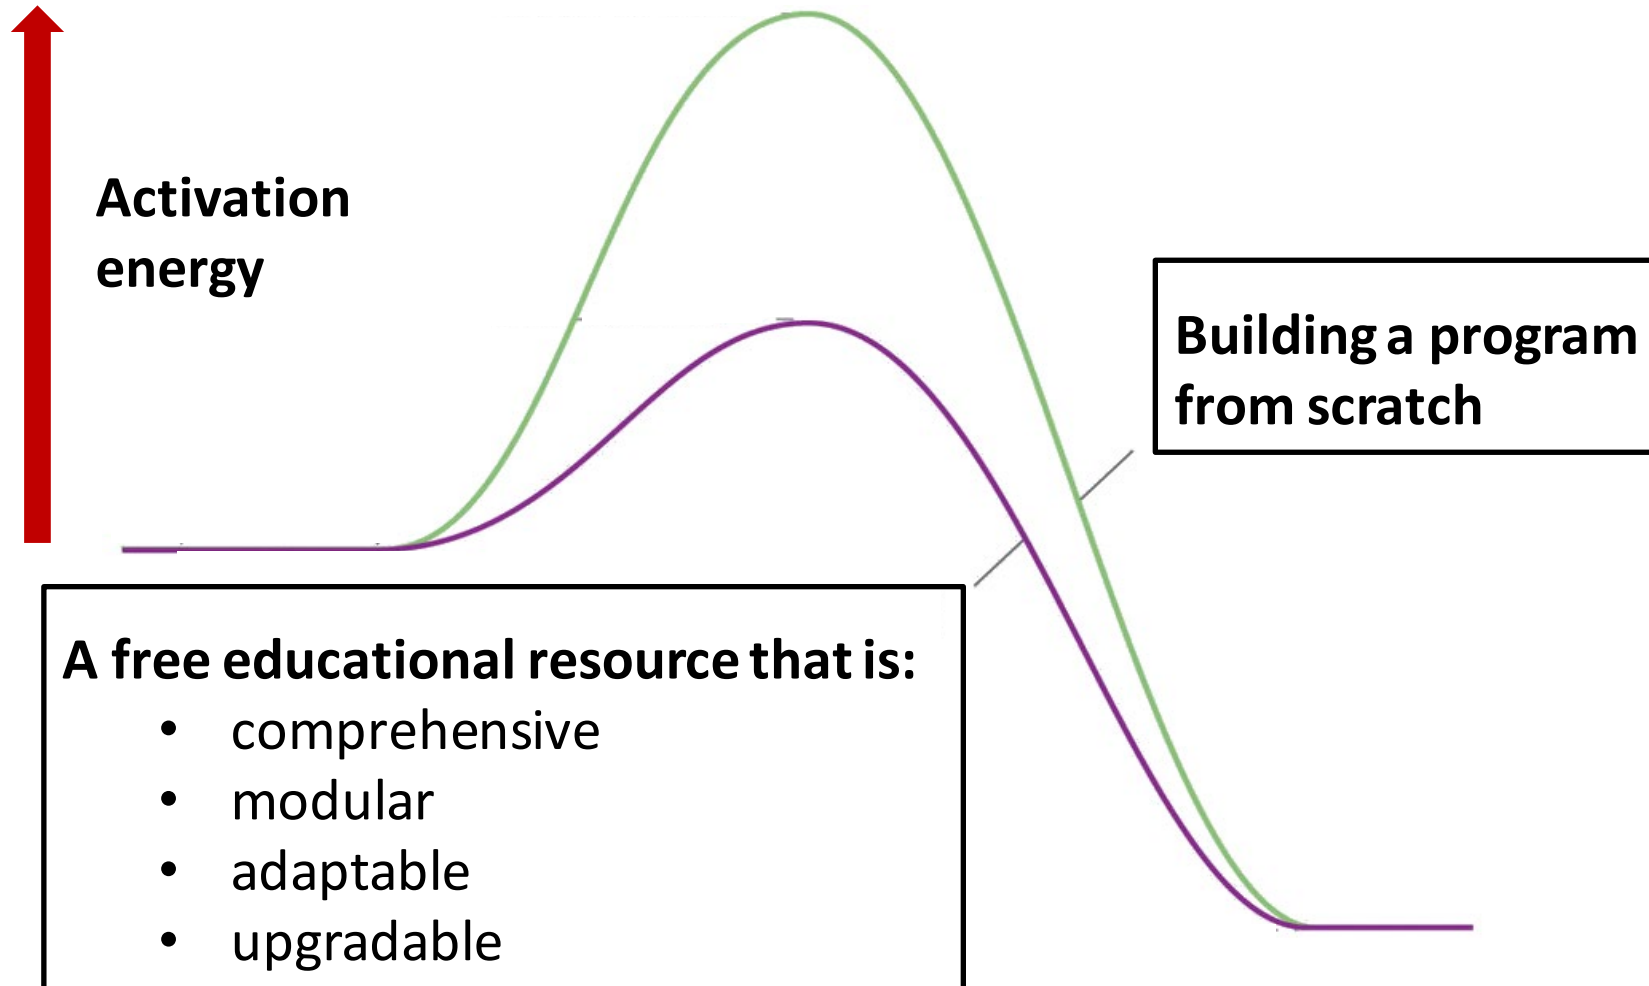 Activation
energy
Building a program
from scratch
A free educational resource that is:
• comprehensive
• modular
• adaptable
• upgradable